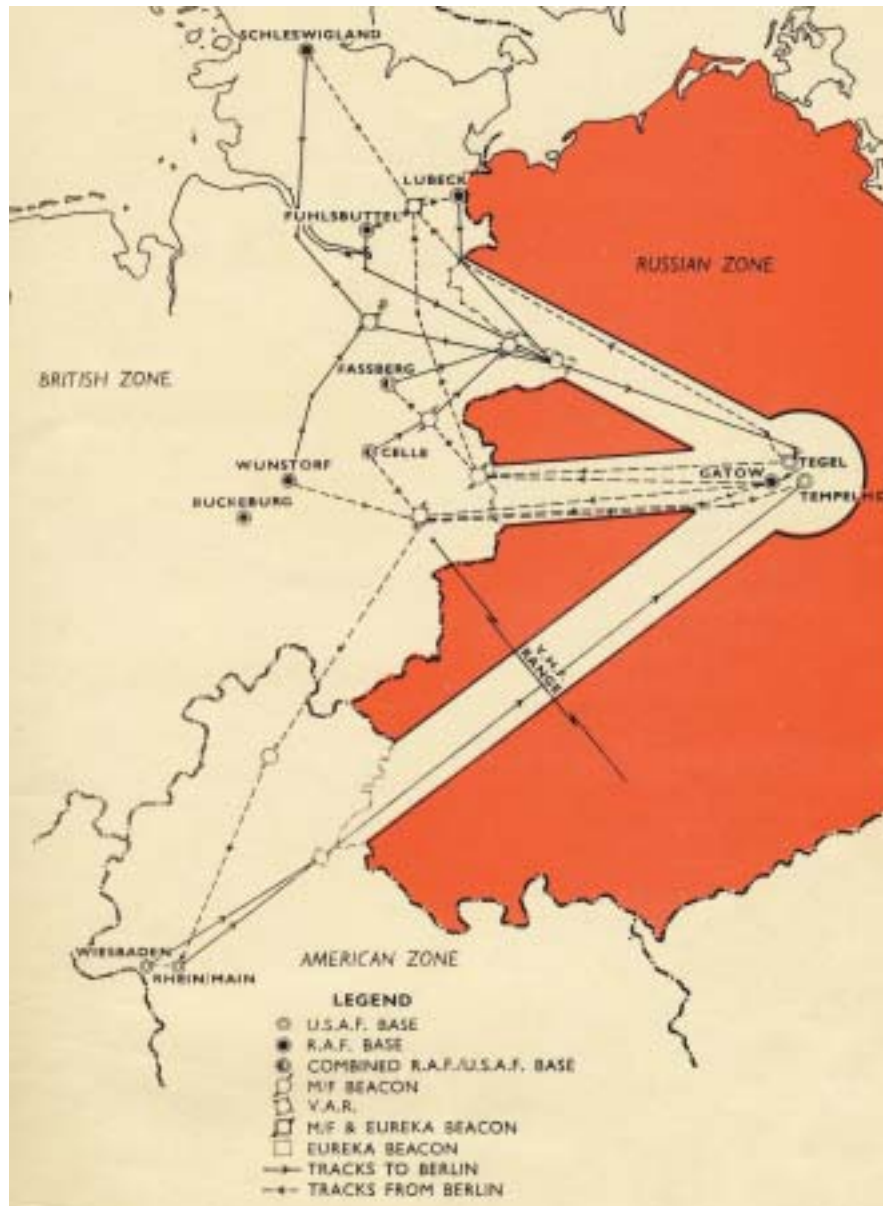 SCHLESWIGLAND
LUBECK
FUHLSBUTTEL
RUSSIAN ZONE
FASSBERG
BRITISH ZONE
CELLE
WUNSTORF
BUCKEBURG
GATOW
TEGEL
TEMPELHO
V.H.F.
RANGE
WIESBADEN
RHEIN/MAIN
AMERICAN ZONE
LEGEND
U.S.A.F. BASE
R.A.F. BASE
COMBINED R.A.F./U.S.A.F. BASE
M/F BEACON
V.A.R.
M/F & EUREKA BEACON
EUREKA BEACON
TRACKS TO BERLIN
TRACKS FROM BERLIN